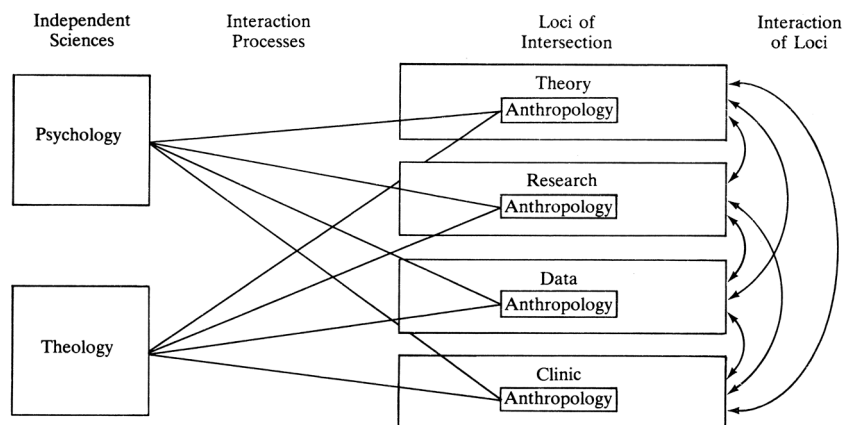 Independent
Sciences
Interaction
Processes
Loci of
Intersection
Interaction
of Loci
Psychology
Theology
Theory
Anthropology
Research
Anthropology
Data
Anthropology
Clinic
Anthropology